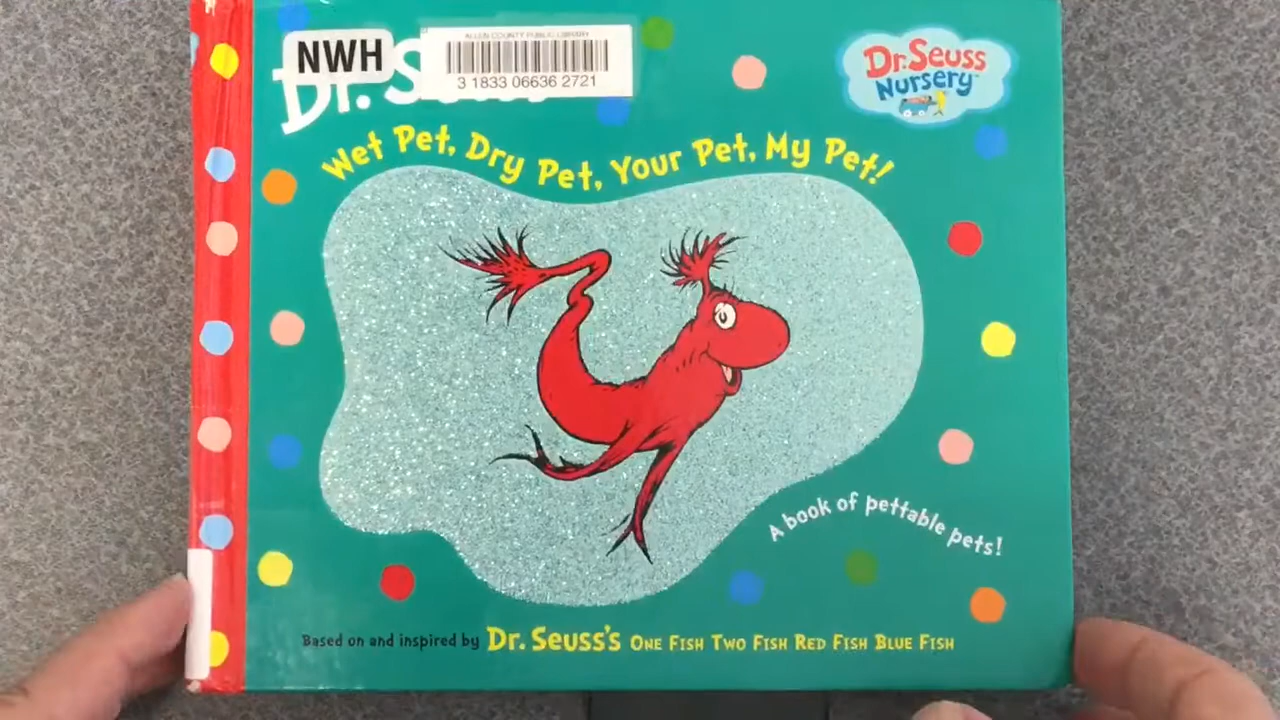 NWH
ALLEN COUNTY PUBLIC LIBRARY
3 1833 06636 2721
Dr.
Dr. Seuss
Nursery
Wet Pet, Dry Pet, Your Pet, My Pet!
A book of pettable pets!
Based on and inspired by Dr. Seuss's ONE FISH TWO FISH RED FISH BLUE FISH